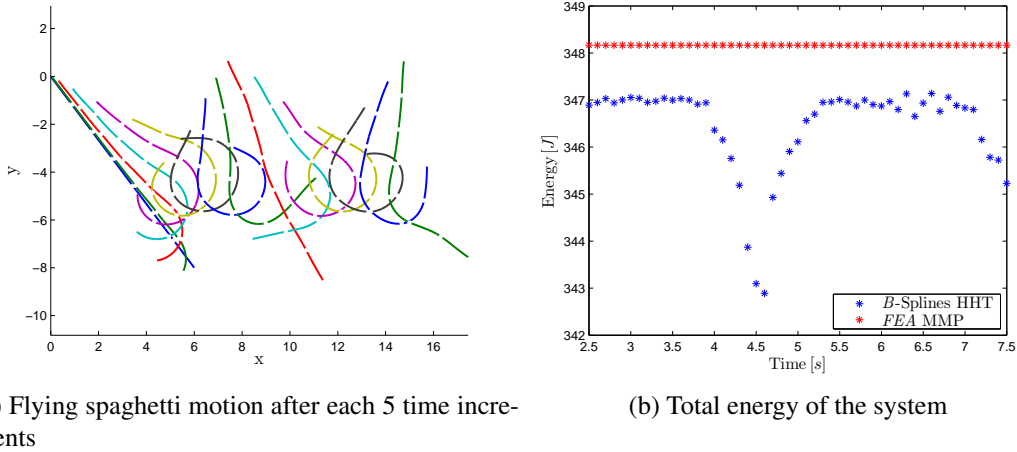 2
0
−2
−4
−6
−8
−10
y
0 2 4 6 8 10 12 14 16
x
349
348
347
346
345
344
343
342
Energy [J]
2.5 3 3.5 4 4.5 5 5.5 6 6.5 7 7.5
Time [s]
B-Splines HHT
FEA MMP
) Flying spaghetti motion after each 5 time incre-
ents
(b) Total energy of the system